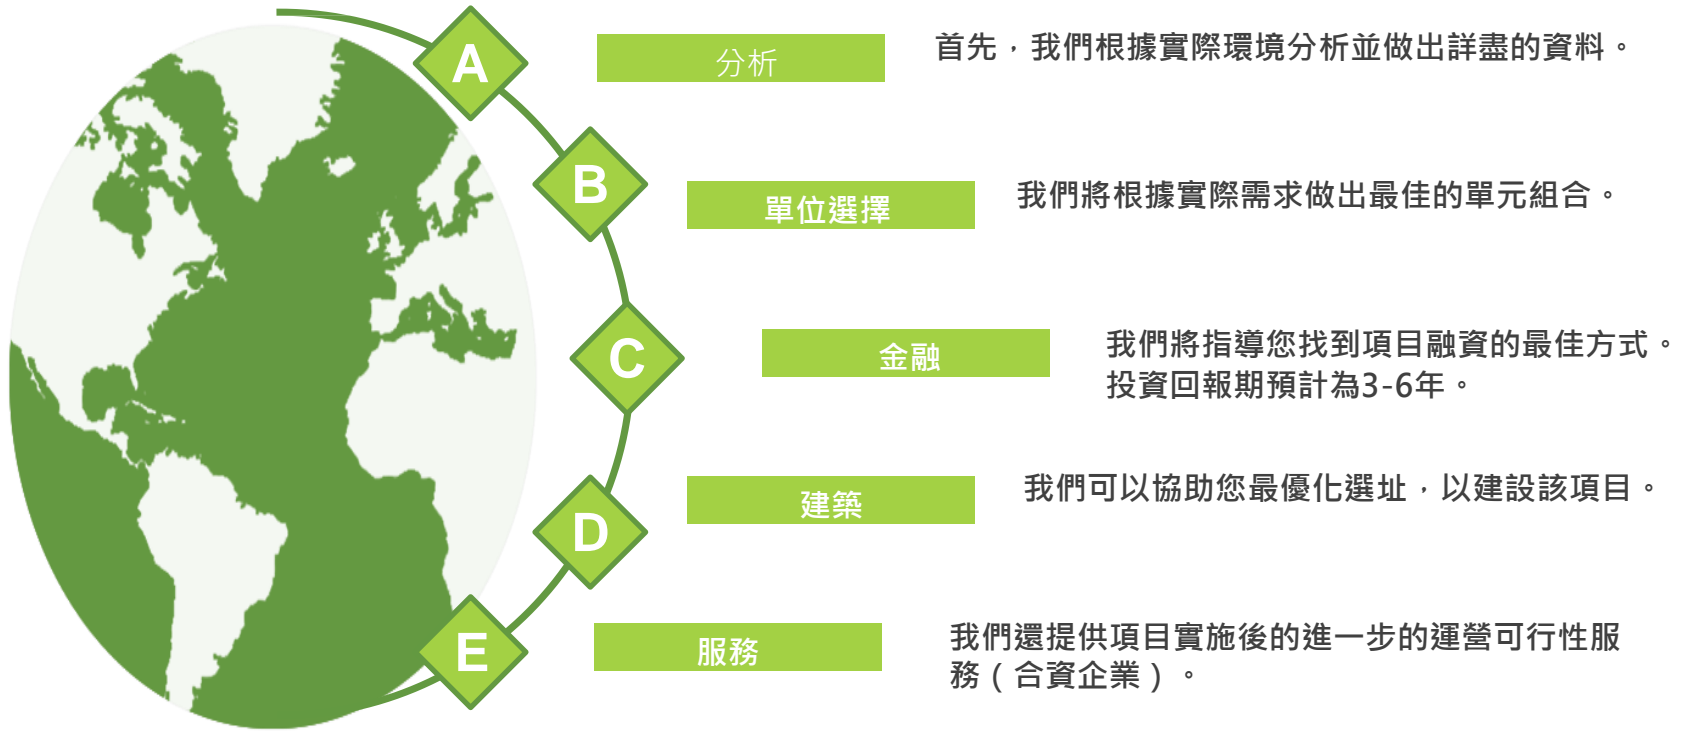 A
分析
首先，我們根據實際環境分析並做出詳盡的資料。
B
單位選擇
我們將根據實際需求做出最佳的單元組合。
C
金融
我們將指導您找到項目融資的最佳方式。
投資回報期預計為3-6年。
D
建築
我們可以協助您最優化選址，以建設該項目。
E
服務
我們還提供項目實施後的進一步的運營可行性服
務（合資企業）。